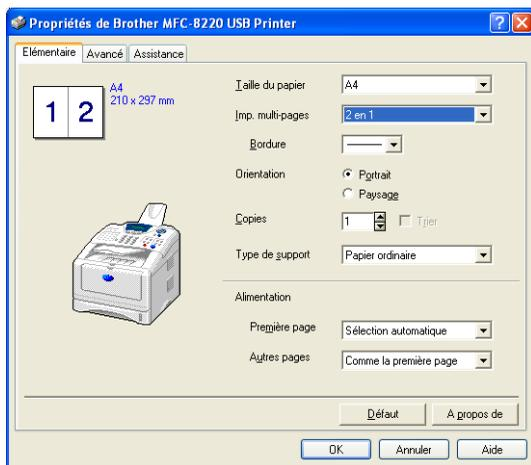 Propriétés de Brother MFC-8220 USB Printer
Elémentaire Avancé Assistance
1 2
A4
210 x 297 mm
Taille du papier A4
Imp. multi-pages 2 en 1
Bordure
Orientation Portrait
Paysage
Copies 1 Trier
Type de support Papier ordinaire
Alimentation
Première page Sélection automatique
Autres pages Comme la première page
Défaut A propos de
OK Annuler Aide